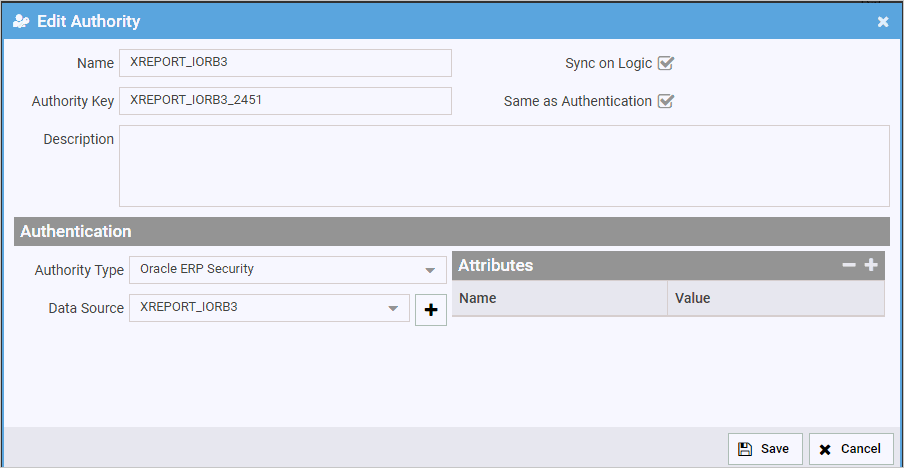 Edit Authority
Name XREPORT_IORB3 Sync on Logic
Authority Key XREPORT_IORB3_2451 Same as Authentication
Description
Authentication
Authority Type Oracle ERP Security
Data Source XREPORT_IORB3
Attributes
Name Value
Save Cancel